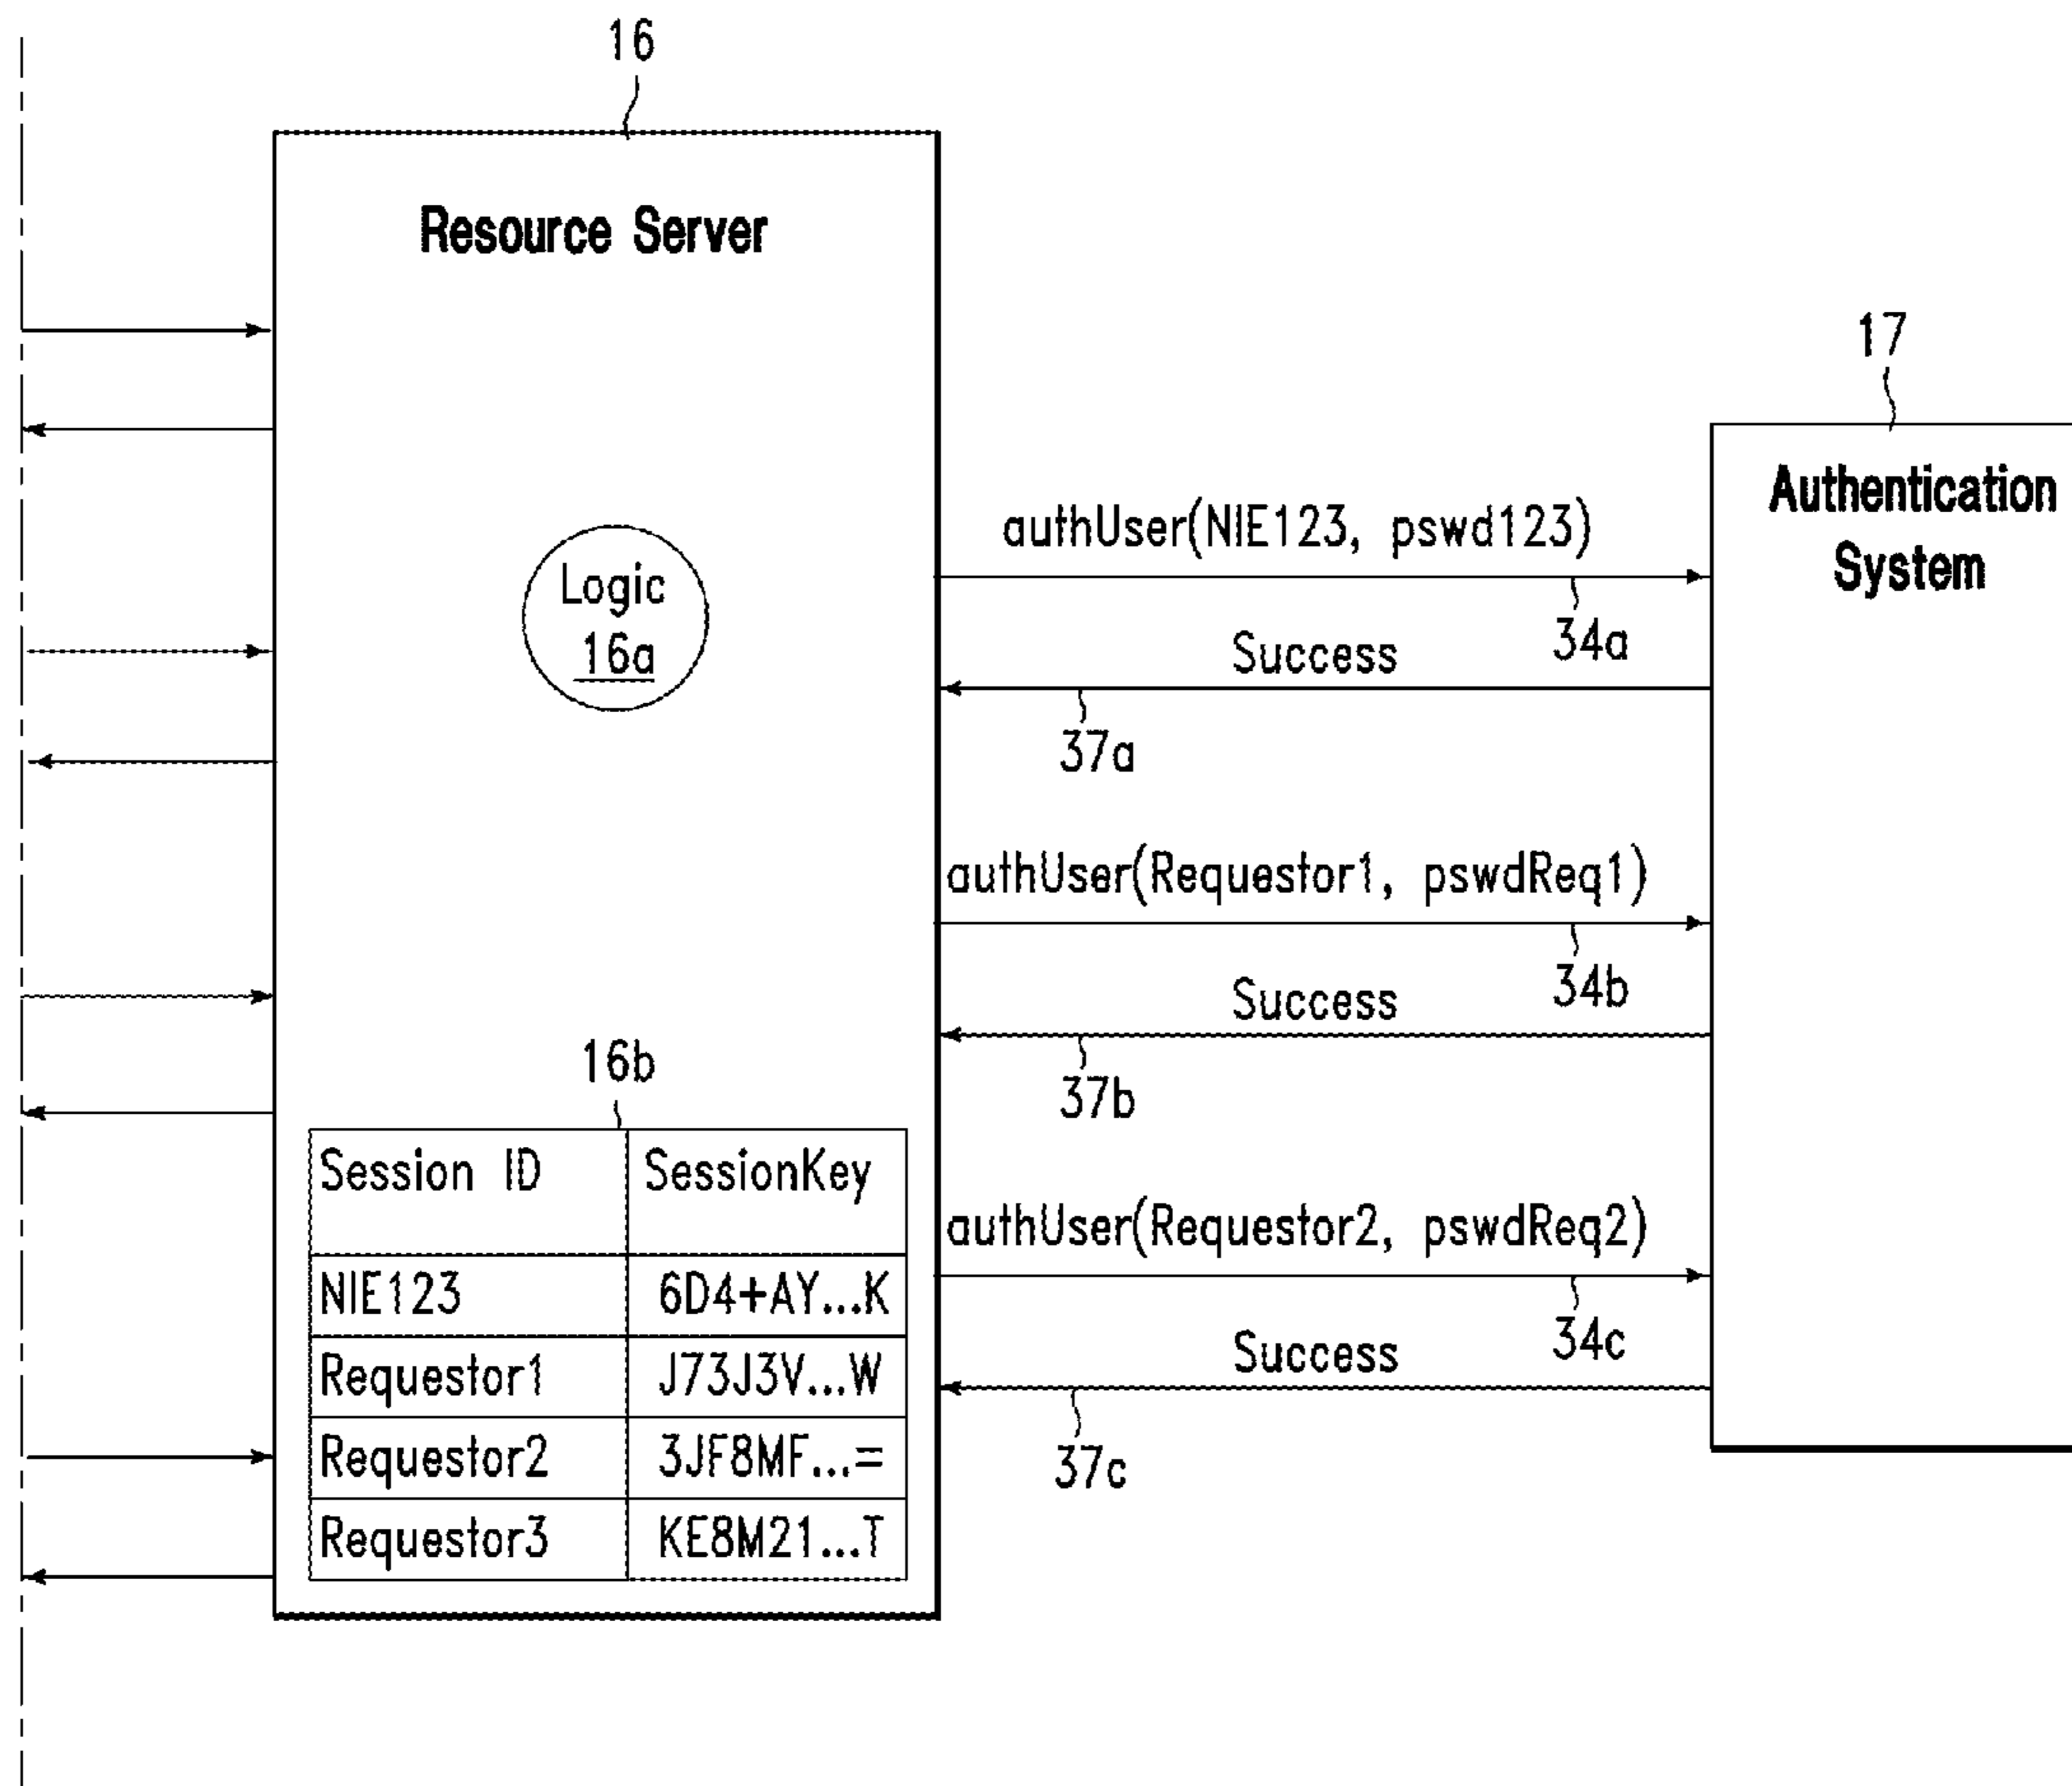 16
Resource Server
Logic
16a
16b
Session ID SessionKey
NIE123 6D4+AY...K
Requestor1 J73J3V...W
Requestor2 3JF8MF...=
Requestor3 KE8M21...T
authUser(NIE123, pswd123)
34a
Success
37a
authUser(Requestor1, pswdReq1)
34b
Success
37b
authUser(Requestor2, pswdReq2)
34c
Success
37c
17
Authentication
System